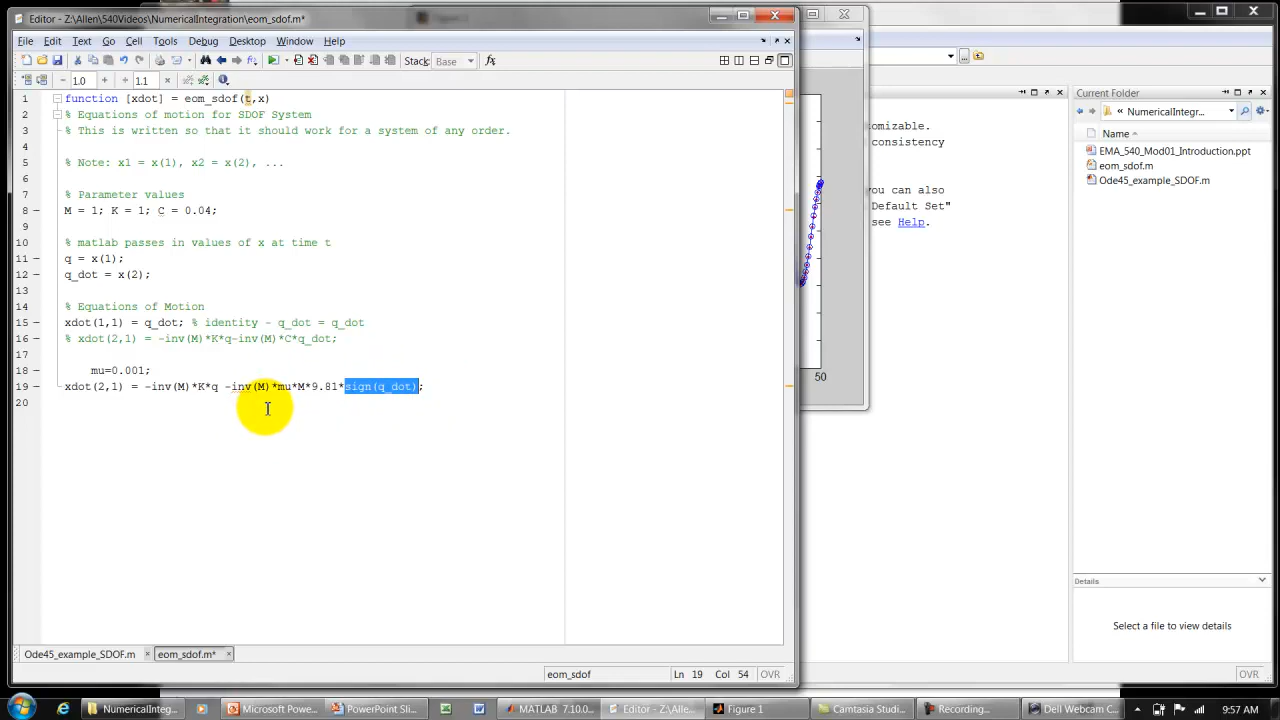 Editor - Z:\Allen\540Videos\NumericalIntegration\eom_sdof.m*
File Edit Text Go Cell Tools Debug Desktop Window Help
Stack: Base
1.0
1.1
1 function [xdot] = eom_sdof(t,x)
2 % Equations of motion for SDOF System
3 % This is written so that it should work for a system of any order.
4
5 % Note: x1 = x(1), x2 = x(2), ...
6
7 % Parameter values
8 M = 1; K = 1; C = 0.04;
9
10 % matlab passes in values of x at time t
11 q = x(1);
12 q_dot = x(2);
13
14 % Equations of Motion
15 xdot(1,1) = q_dot; % identity - q_dot = q_dot
16 % xdot(2,1) = -inv(M)*K*q-inv(M)*C*q_dot;
17
18 mu=0.001;
19 xdot(2,1) = -inv(M)*K*q -inv(M)*mu*M*9.81*sign(q_dot);
20
50
omizable.
consistency
you can also
Default Set"
see Help.
Current Folder
« NumericalIntegr...
Name
EMA_540_Mod01_Introduction.ppt
eom_sdof.m
Ode45_example_SDOF.m
Details
Select a file to view details
OVR
Ode45_example_SDOF.m
eom_sdof.m*
eom_sdof
Ln 19 Col 54 OVR
NumericalInteg...
Microsoft Powe...
PowerPoint Sli...
MATLAB 7.10.0...
Editor - Z:\Alle...
Figure 1
Camtasia Studio
Recording...
Dell Webcam C...
9:57 AM